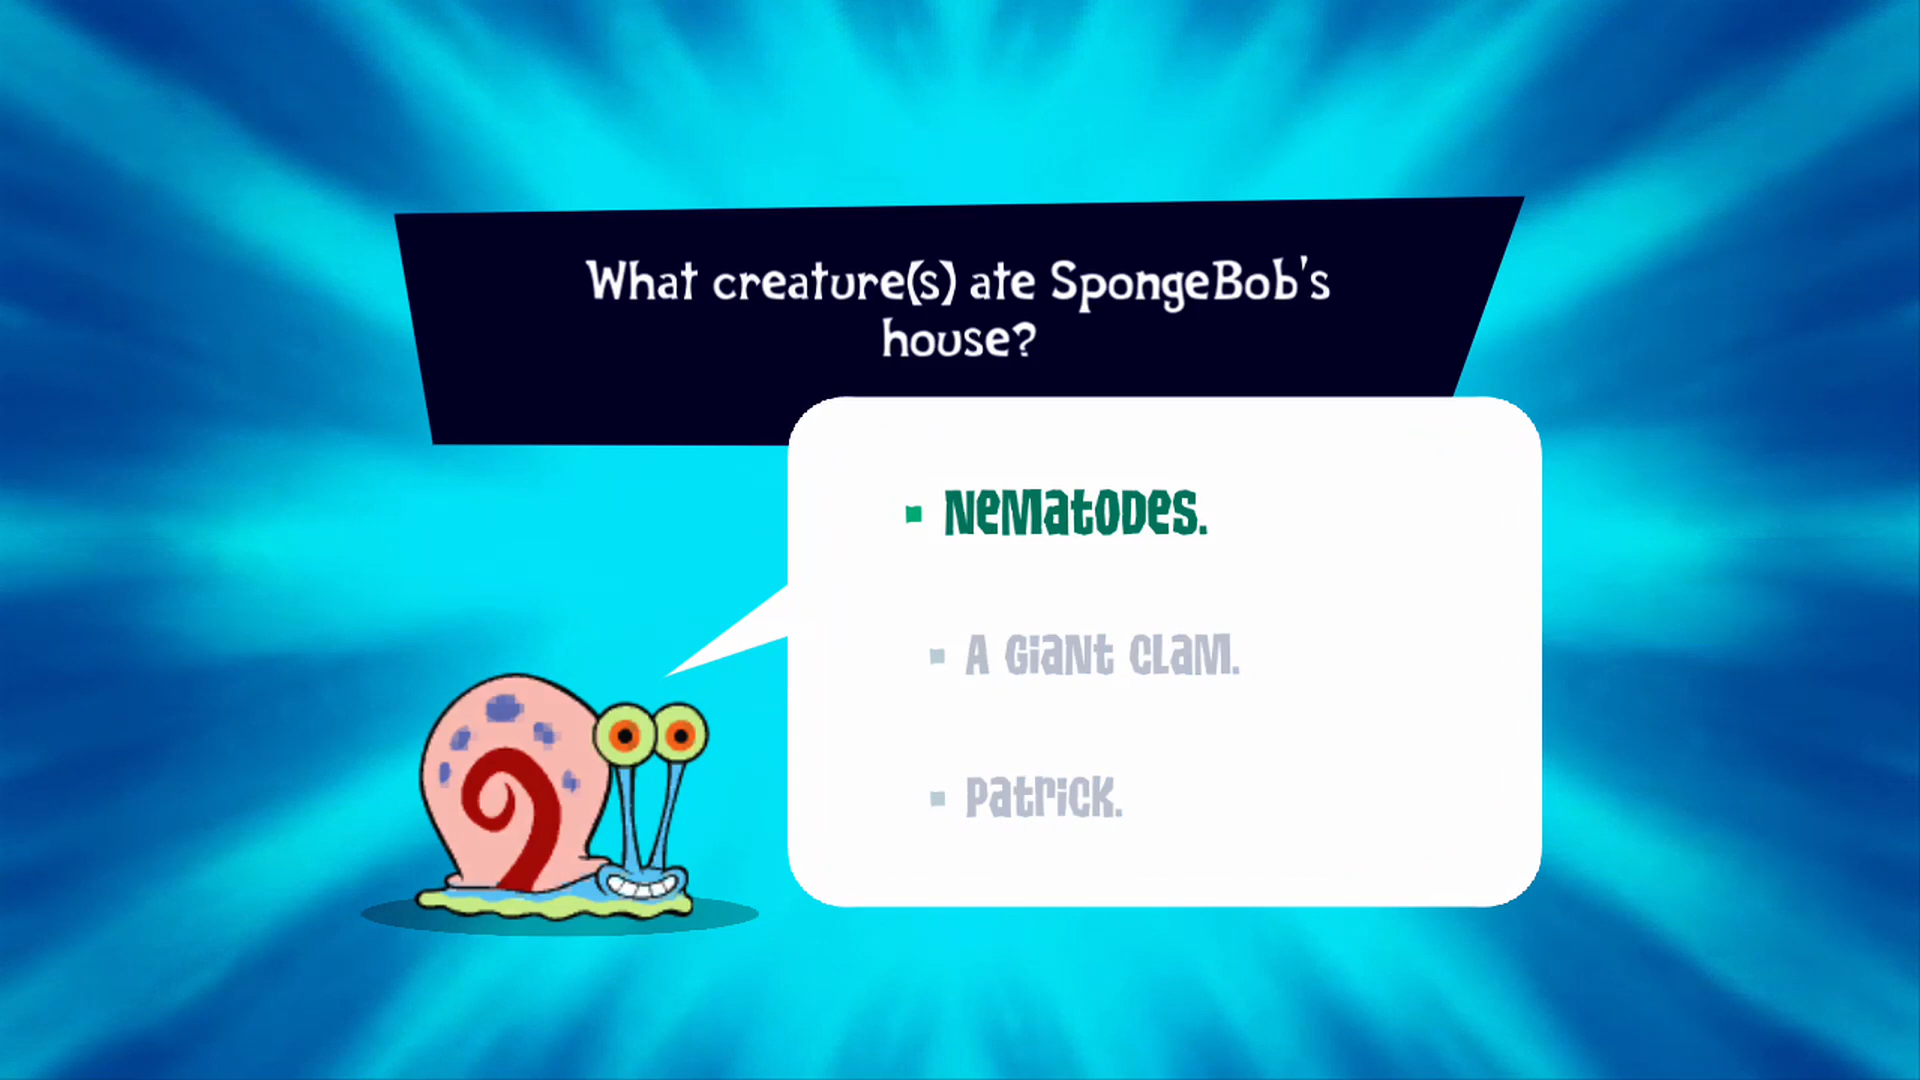 What creature(s) ate SpongeBob's
house?
Nematodes.
A Giant Clam.
Patrick.